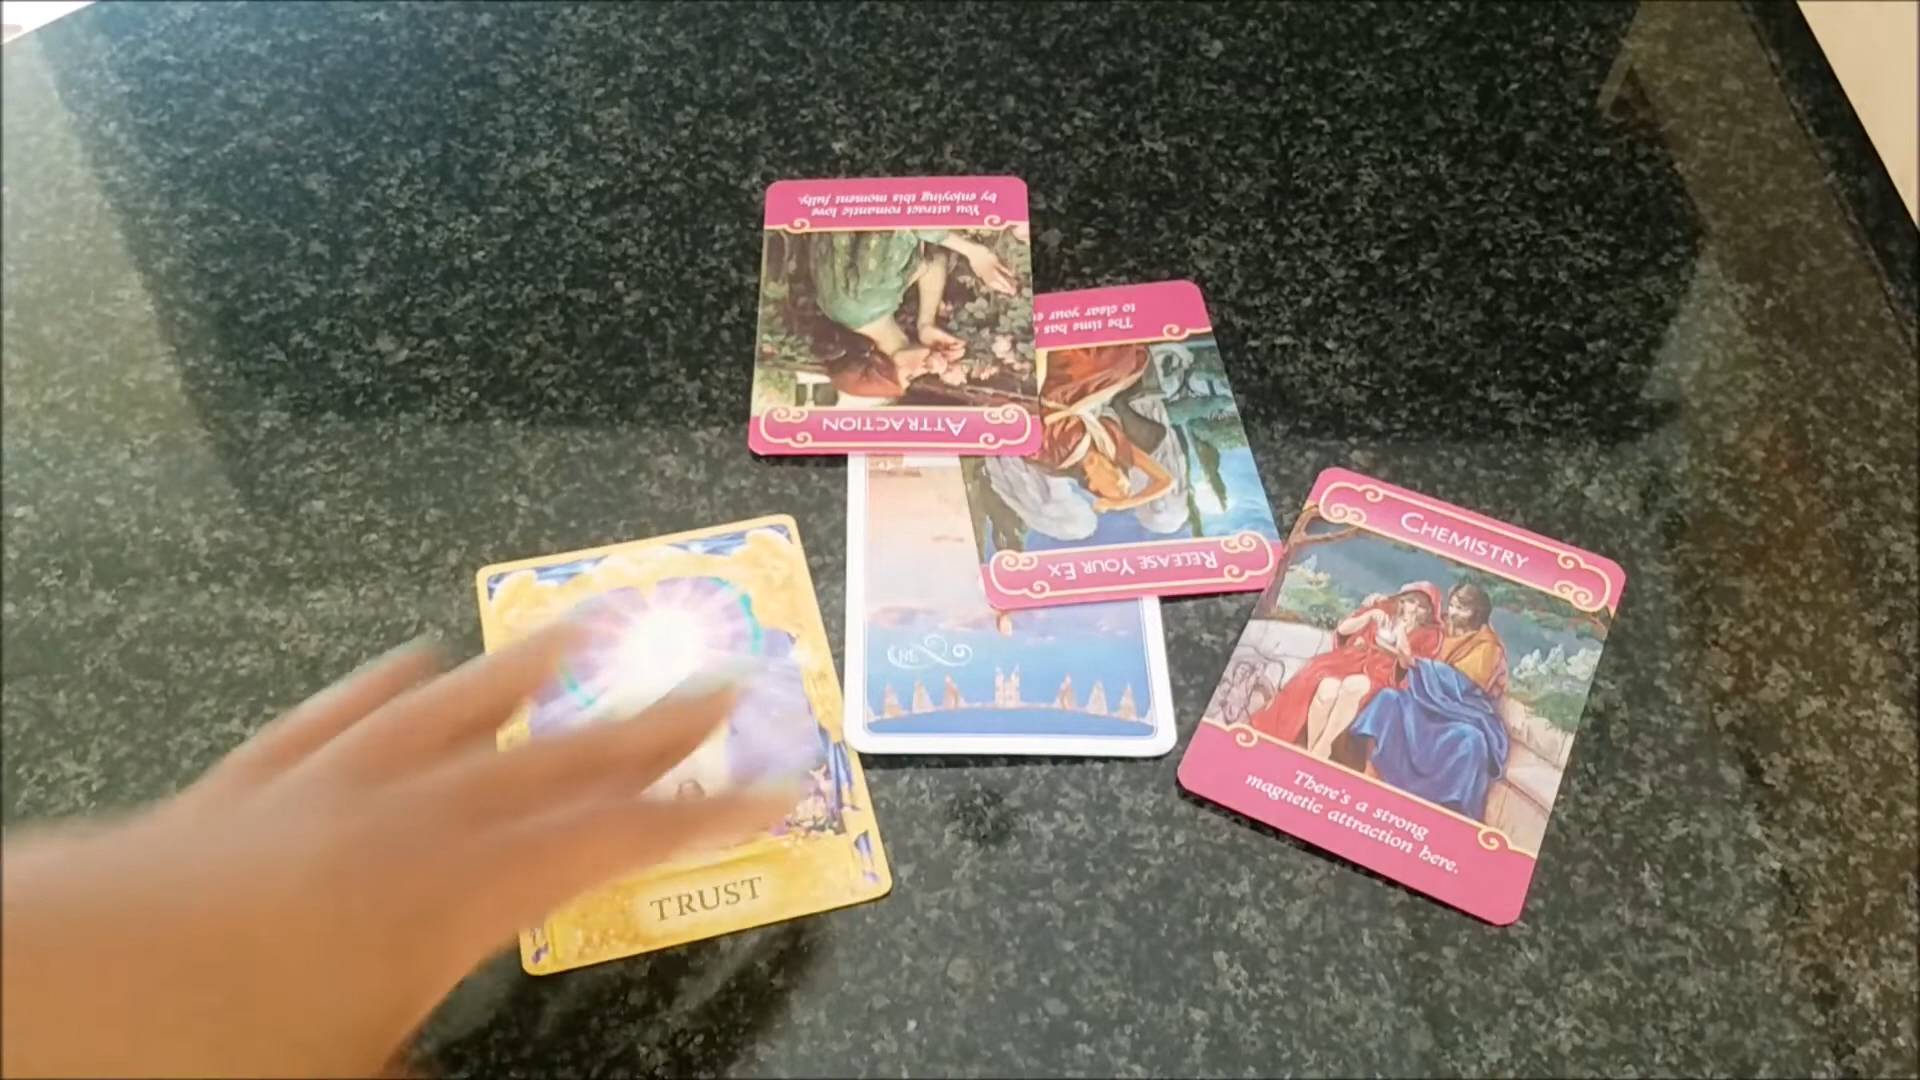 You attract romantic love
by enjoying this moment fully.
ATTRACTION
The time has
to clear your
RELEASE YOUR EX
CHEMISTRY
There's a strong
magnetic attraction here.
TRUST